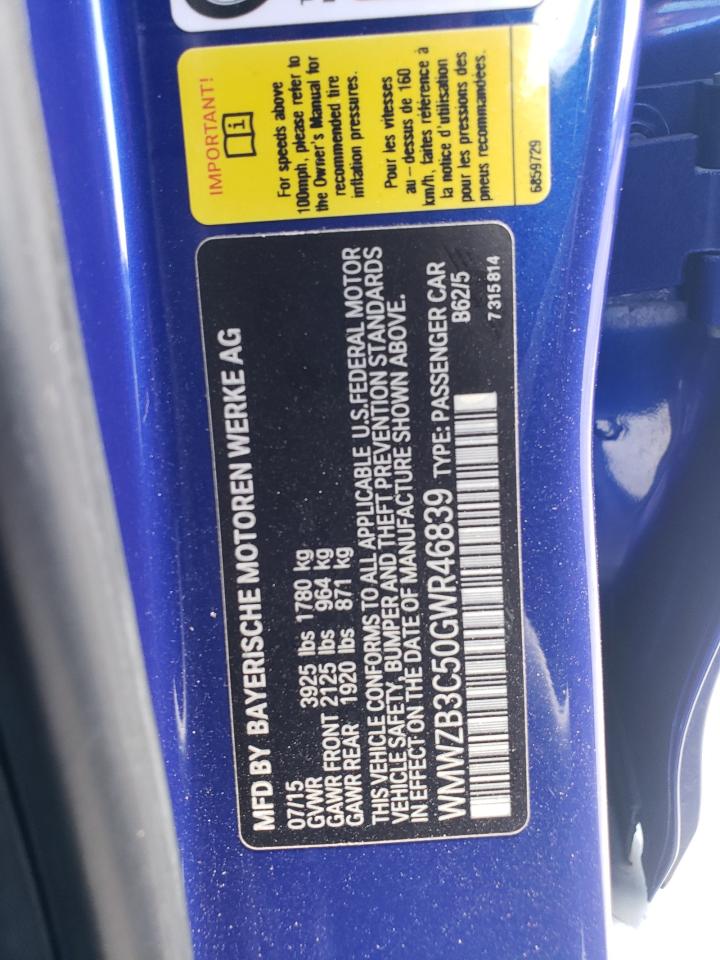 IMPORTANT!
For speeds above
100mph, please refer to
the Owner's Manual for
recommended tire
inflation pressures.
Pour les vitesses
au-dessus de 160
km/h, faites référence à
la notice d'utilisation
pour les pressions des
pneus recommandées.
6859729
MFD BY BAYERISCHE MOTOREN WERKE AG
07/15
GVWR 3925 lbs 1780 kg
GAWR FRONT 2125 lbs 964 kg
GAWR REAR 1920 lbs 871 kg
THIS VEHICLE CONFORMS TO ALL APPLICABLE U.S.FEDERAL MOTOR
VEHICLE SAFETY, BUMPER AND THEFT PREVENTION STANDARDS
IN EFFECT ON THE DATE OF MANUFACTURE SHOWN ABOVE.
WMWZB3C50GWR46839 TYPE: PASSENGER CAR
B62/5
7315814